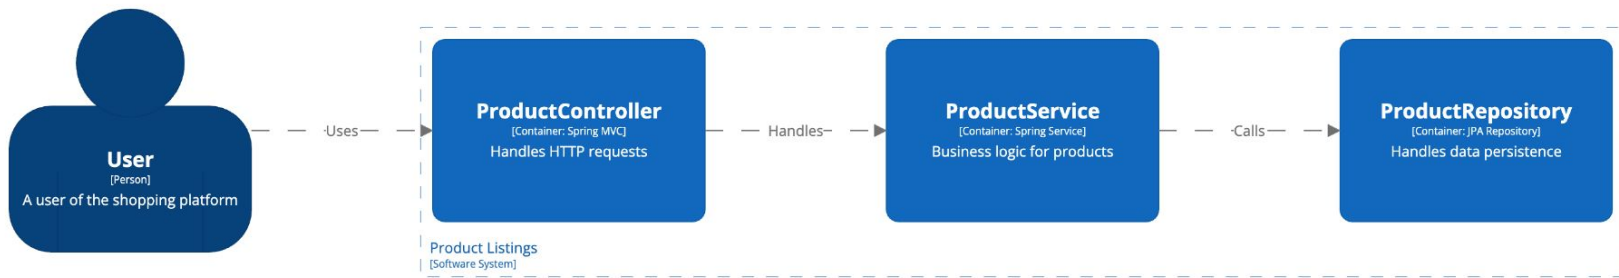 User
[Person]
A user of the shopping platform
Uses
ProductController
[Container: Spring MVC]
Handles HTTP requests
Handles
ProductService
[Container: Spring Service]
Business logic for products
Calls
ProductRepository
[Container: JPA Repository]
Handles data persistence
Product Listings
[Software System]